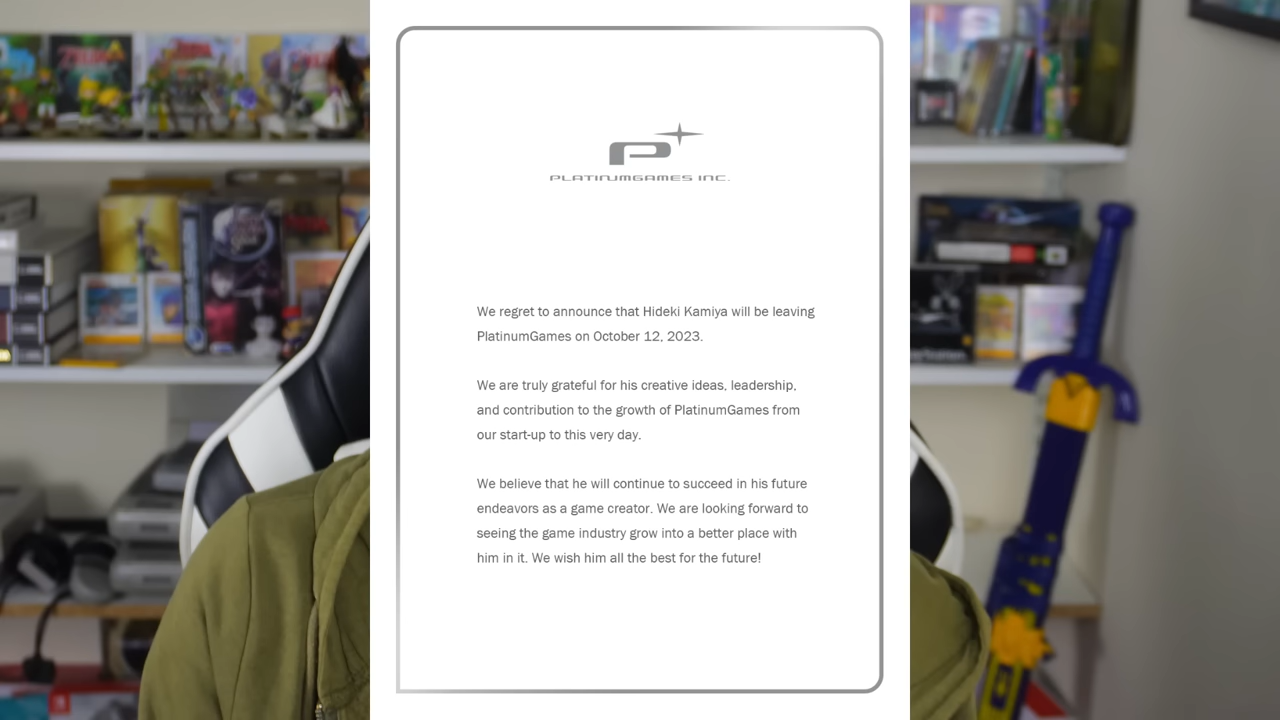 PLATINUMGAMES INC.
We regret to announce that Hideki Kamiya will be leaving
PlatinumGames on October 12, 2023.
We are truly grateful for his creative ideas, leadership,
and contribution to the growth of PlatinumGames from
our start-up to this very day.
We believe that he will continue to succeed in his future
endeavors as a game creator. We are looking forward to
seeing the game industry grow into a better place with
him in it. We wish him all the best for the future!